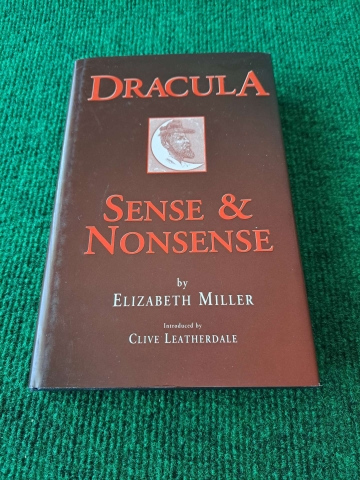 DRACULA
SENSE &
NONSENSE
by
ELIZABETH MILLER
Introduced by
CLIVE LEATHERDALE